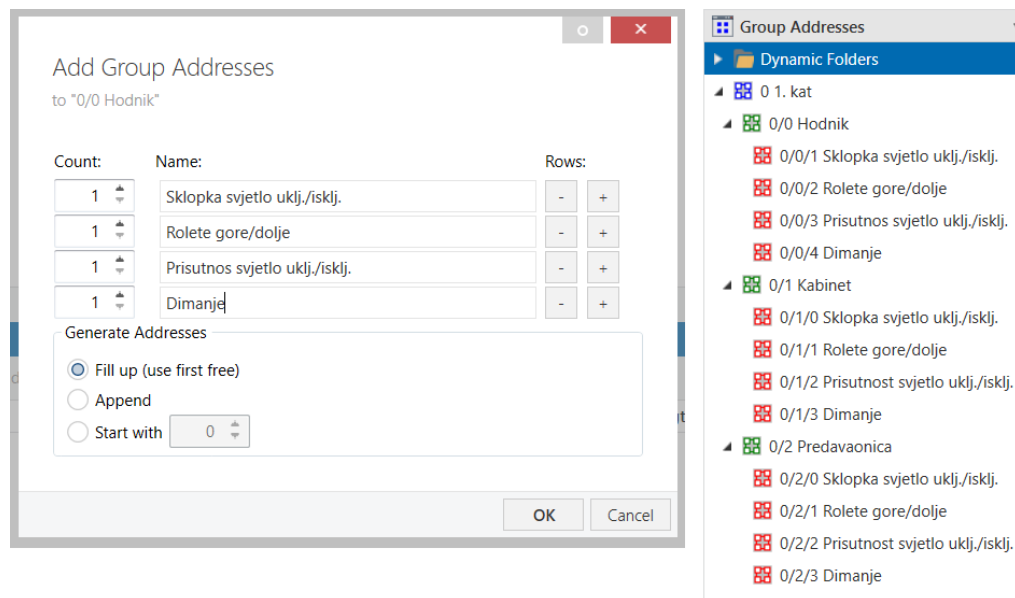 Add Group Addresses
to "0/0 Hodnik"
Count: Name: Rows:
1 Sklopka svjetlo uklj./isklj. - +
1 Rolete gore/dolje - +
1 Prisutnos svjetlo uklj./isklj. - +
1 Dimanje - +
Generate Addresses
Fill up (use first free)
Append
Start with 0
OK Cancel
Group Addresses
Dynamic Folders
0 1. kat
0/0 Hodnik
0/0/1 Sklopka svjetlo uklj./isklj.
0/0/2 Rolete gore/dolje
0/0/3 Prisutnos svjetlo uklj./isklj.
0/0/4 Dimanje
0/1 Kabinet
0/1/0 Sklopka svjetlo uklj./isklj.
0/1/1 Rolete gore/dolje
0/1/2 Prisutnost svjetlo uklj./isklj.
0/1/3 Dimanje
0/2 Predavaonica
0/2/0 Sklopka svjetlo uklj./isklj.
0/2/1 Rolete gore/dolje
0/2/2 Prisutnost svjetlo uklj./isklj.
0/2/3 Dimanje